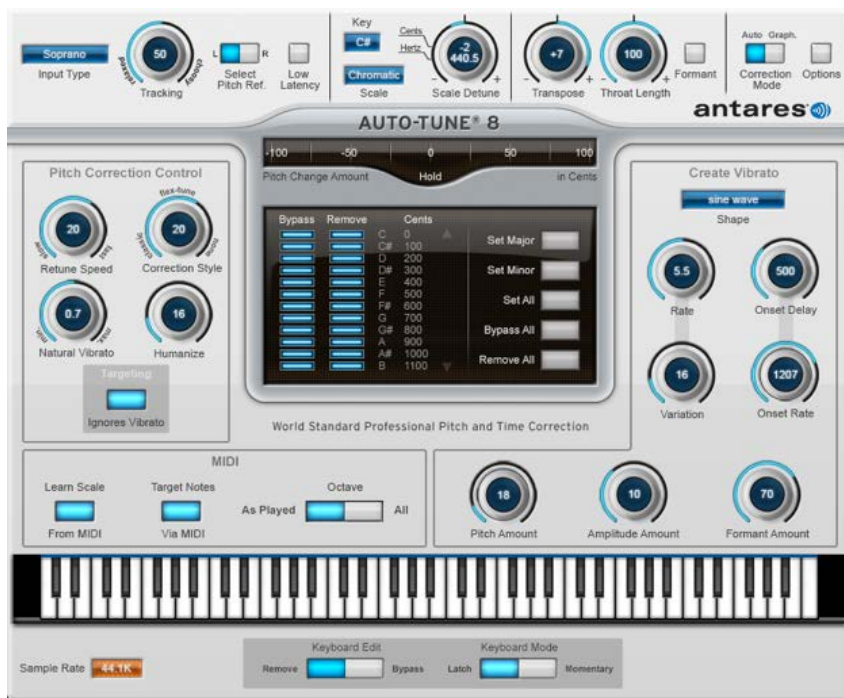 Soprano
Input Type
50
relaxed
choosy
Tracking
L
R
Select
Pitch Ref.
Low
Latency
Key
C#
Chromatic
Scale
Cents
Hertz
-2
440.5
- +
Scale Detune
+7
- +
Transpose
100
- +
Throat Length
Formant
Auto Graph.
Correction
Mode
Options
antares
AUTO-TUNE® 8
-100 -50 0 50 100
Pitch Change Amount Hold in Cents
Pitch Correction Control
20
slow
fast
Retune Speed
flex-tune
20
classic
none
Correction Style
0.7
min.
max.
Natural Vibrato
16
Humanize
Targeting
Ignores Vibrato
Bypass Remove Cents
C 0
C# 100
D 200
D# 300
E 400
F 500
F# 600
G 700
G# 800
A 900
A# 1000
B 1100
Set Major
Set Minor
Set All
Bypass All
Remove All
World Standard Professional Pitch and Time Correction
Create Vibrato
sine wave
Shape
5.5
Rate
500
Onset Delay
16
Variation
1207
Onset Rate
18
Pitch Amount
10
Amplitude Amount
70
Formant Amount
MIDI
Learn Scale
From MIDI
Target Notes
Via MIDI
Octave
As Played All
Sample Rate 44.1K
Keyboard Edit
Remove Bypass
Keyboard Mode
Latch Momentary